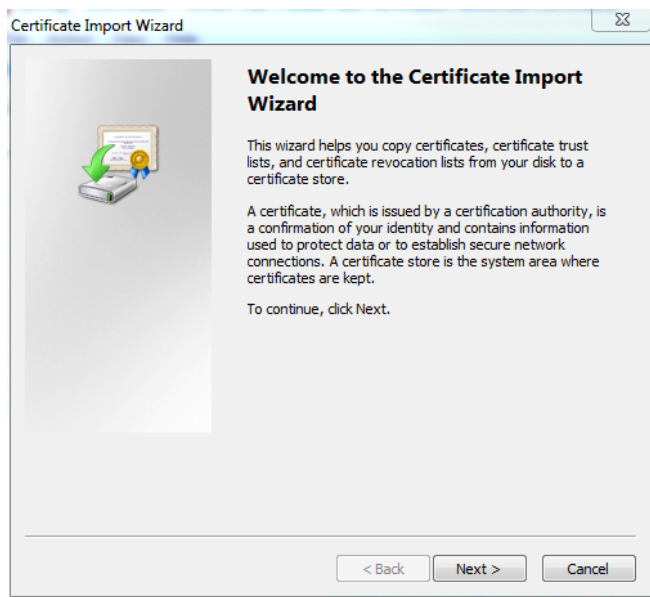 Certificate Import Wizard
Welcome to the Certificate Import
Wizard
This wizard helps you copy certificates, certificate trust
lists, and certificate revocation lists from your disk to a
certificate store.
A certificate, which is issued by a certification authority, is
a confirmation of your identity and contains information
used to protect data or to establish secure network
connections. A certificate store is the system area where
certificates are kept.
To continue, click Next.
< Back Next > Cancel